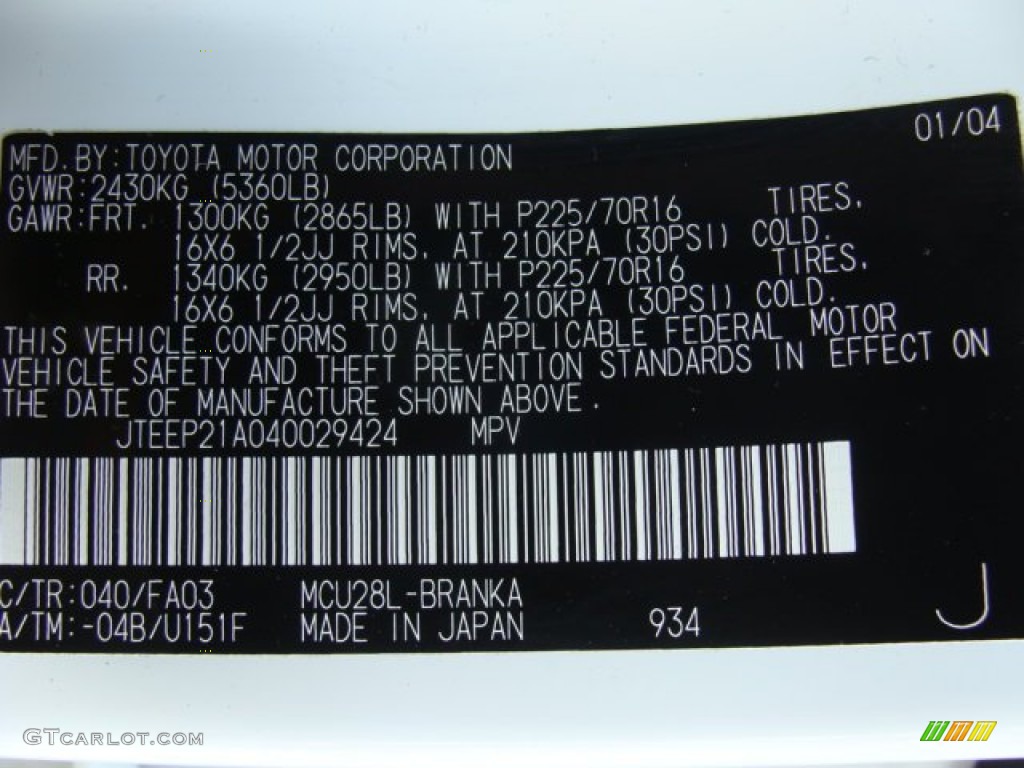 01/04
MFD.BY:TOYOTA MOTOR CORPORATION
GVWR:2430KG (5360LB)
GAWR:FRT. 1300KG (2865LB) WITH P225/70R16 TIRES,
16X6 1/2JJ RIMS, AT 210KPA (30PSI) COLD.
RR. 1340KG (2950LB) WITH P225/70R16 TIRES,
16X6 1/2JJ RIMS, AT 210KPA (30PSI) COLD.
THIS VEHICLE CONFORMS TO ALL APPLICABLE FEDERAL MOTOR
VEHICLE SAFETY AND THEFT PREVENTION STANDARDS IN EFFECT ON
THE DATE OF MANUFACTURE SHOWN ABOVE.
JTEEP21A040029424 MPV
C/TR:040/FA03 MCU28L-BRANKA
A/TM:-04B/U151F MADE IN JAPAN 934 J
GTCARLOT.COM